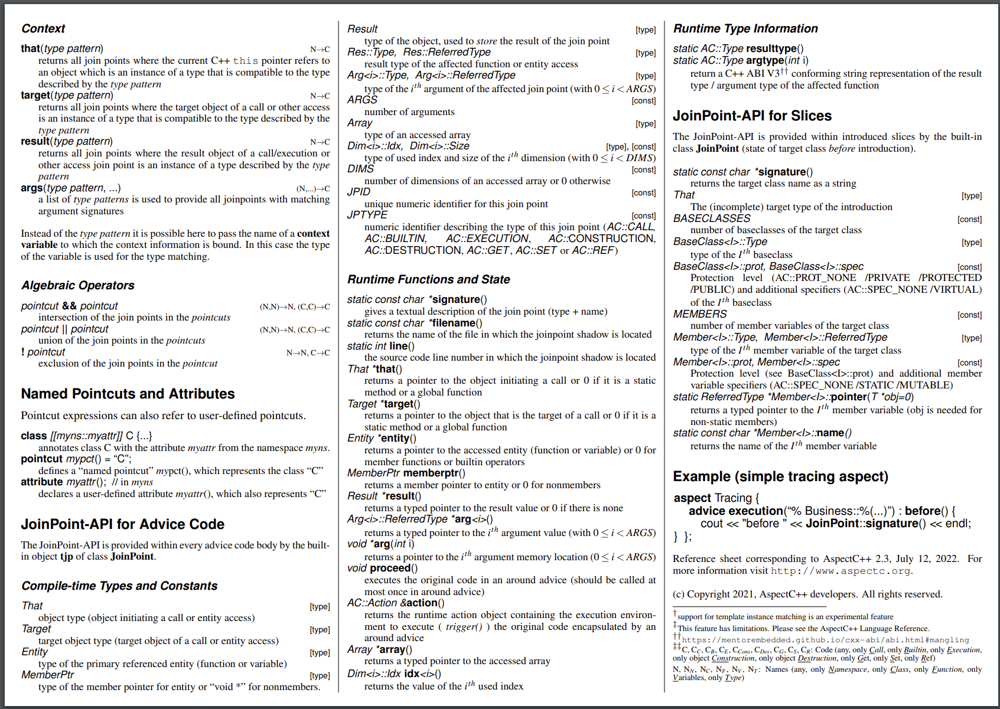 Context
that(type pattern) N→C
returns all join points where the current C++ this pointer refers to
an object which is an instance of a type that is compatible to the type
described by the type pattern
target(type pattern) N→C
returns all join points where the target object of a call or other access
is an instance of a type that is compatible to the type described by the
type pattern
result(type pattern) N→C
returns all join points where the result object of a call/execution or
other access join point is an instance of a type described by the type
pattern
args(type pattern, ...) (N,...)→C
a list of type patterns is used to provide all joinpoints with matching
argument signatures
Instead of the type pattern it is possible here to pass the name of a context
variable to which the context information is bound. In this case the type
of the variable is used for the type matching.
Algebraic Operators
pointcut && pointcut (N,N)→N, (C,C)→C
intersection of the join points in the pointcuts
pointcut || pointcut (N,N)→N, (C,C)→C
union of the join points in the pointcuts
! pointcut N→N, C→C
exclusion of the join points in the pointcut
Named Pointcuts and Attributes
Pointcut expressions can also refer to user-defined pointcuts.
class [[myns::myattr]] C {...}
annotates class C with the attribute myattr from the namespace myns.
pointcut mypct() = “C”;
defines a “named pointcut” mypct(), which represents the class “C”
attribute myattr(); // in myns
declares a user-defined attribute myattr(), which also represents “C”
JoinPoint-API for Advice Code
The JoinPoint-API is provided within every advice code body by the built-
in object tjp of class JoinPoint.
Compile-time Types and Constants
That [type]
object type (object initiating a call or entity access)
Target [type]
target object type (target object of a call or entity access)
Entity [type]
type of the primary referenced entity (function or variable)
MemberPtr [type]
type of the member pointer for entity or “void *” for nonmembers.
Result [type]
type of the object, used to store the result of the join point
Res::Type, Res::ReferredType [type]
result type of the affected function or entity access
Arg<i>::Type, Arg<i>::ReferredType [type]
type of the i^th argument of the affected join point (with 0 ≤ i < ARGS)
ARGS [const]
number of arguments
Array [type]
type of an accessed array
Dim<i>::Idx, Dim<i>::Size [type], [const]
type of used index and size of the i^th dimension (with 0 ≤ i < DIMS)
DIMS [const]
number of dimensions of an accessed array or 0 otherwise
JPID [const]
unique numeric identifier for this join point
JPTYPE [const]
numeric identifier describing the type of this join point (AC::CALL,
AC::BUILTIN, AC::EXECUTION, AC::CONSTRUCTION,
AC::DESTRUCTION, AC::GET, AC::SET or AC::REF)
Runtime Functions and State
static const char *signature()
gives a textual description of the join point (type + name)
static const char *filename()
returns the name of the file in which the joinpoint shadow is located
static int line()
the source code line number in which the joinpoint shadow is located
That *that()
returns a pointer to the object initiating a call or 0 if it is a static
method or a global function
Target *target()
returns a pointer to the object that is the target of a call or 0 if it is a
static method or a global function
Entity *entity()
returns a pointer to the accessed entity (function or variable) or 0 for
member functions or builtin operators
MemberPtr memberptr()
returns a member pointer to entity or 0 for nonmembers
Result *result()
returns a typed pointer to the result value or 0 if there is none
Arg<i>::ReferredType *arg<i>()
returns a typed pointer to the i^th argument value (with 0 ≤ i < ARGS)
void *arg(int i)
returns a pointer to the i^th argument memory location (0 ≤ i < ARGS)
void proceed()
executes the original code in an around advice (should be called at
most once in around advice)
AC::Action &action()
returns the runtime action object containing the execution environ-
ment to execute ( trigger() ) the original code encapsulated by an
around advice
Array *array()
returns a typed pointer to the accessed array
Dim<i>::Idx idx<i>()
returns the value of the i^th used index
Runtime Type Information
static AC::Type resulttype()
static AC::Type argtype(int i)
return a C++ ABI V3†† conforming string representation of the result
type / argument type of the affected function
JoinPoint-API for Slices
The JoinPoint-API is provided within introduced slices by the built-in
class JoinPoint (state of target class before introduction).
static const char *signature()
returns the target class name as a string
That [type]
The (incomplete) target type of the introduction
BASECLASSES [const]
number of baseclasses of the target class
BaseClass<I>::Type [type]
type of the I^th baseclass
BaseClass<I>::prot, BaseClass<I>::spec [const]
Protection level (AC::PROT_NONE /PRIVATE /PROTECTED
/PUBLIC) and additional specifiers (AC::SPEC_NONE /VIRTUAL)
of the I^th baseclass
MEMBERS [const]
number of member variables of the target class
Member<I>::Type, Member<I>::ReferredType [type]
type of the I^th member variable of the target class
Member<I>::prot, Member<I>::spec [const]
Protection level (see BaseClass<I>::prot) and additional member
variable specifiers (AC::SPEC_NONE /STATIC /MUTABLE)
static ReferredType *Member<I>::pointer(T *obj=0)
returns a typed pointer to the I^th member variable (obj is needed for
non-static members)
static const char *Member<I>::name()
returns the name of the I^th member variable
Example (simple tracing aspect)
aspect Tracing {
advice execution(“% Business::%(...)”) : before() {
cout << "before " << JoinPoint::signature() << endl;
} };
Reference sheet corresponding to AspectC++ 2.3, July 12, 2022. For
more information visit http://www.aspectc.org.
(c) Copyright 2021, AspectC++ developers. All rights reserved.
† support for template instance matching is an experimental feature
‡ This feature has limitations. Please see the AspectC++ Language Reference.
†† https://mentorembedded.github.io/cxx-abi/abi.html#mangling
‡‡ C, C_C, C_B, C_E, C_Cons, C_Des, C_G, C_S, C_R: Code (any, only Call, only Builtin, only Execution,
only object Construction, only object Destruction, only Get, only Set, only Ref)
N, N_N, N_C, N_F, N_V, N_T: Names (any, only Namespace, only Class, only Function, only
Variables, only Type)